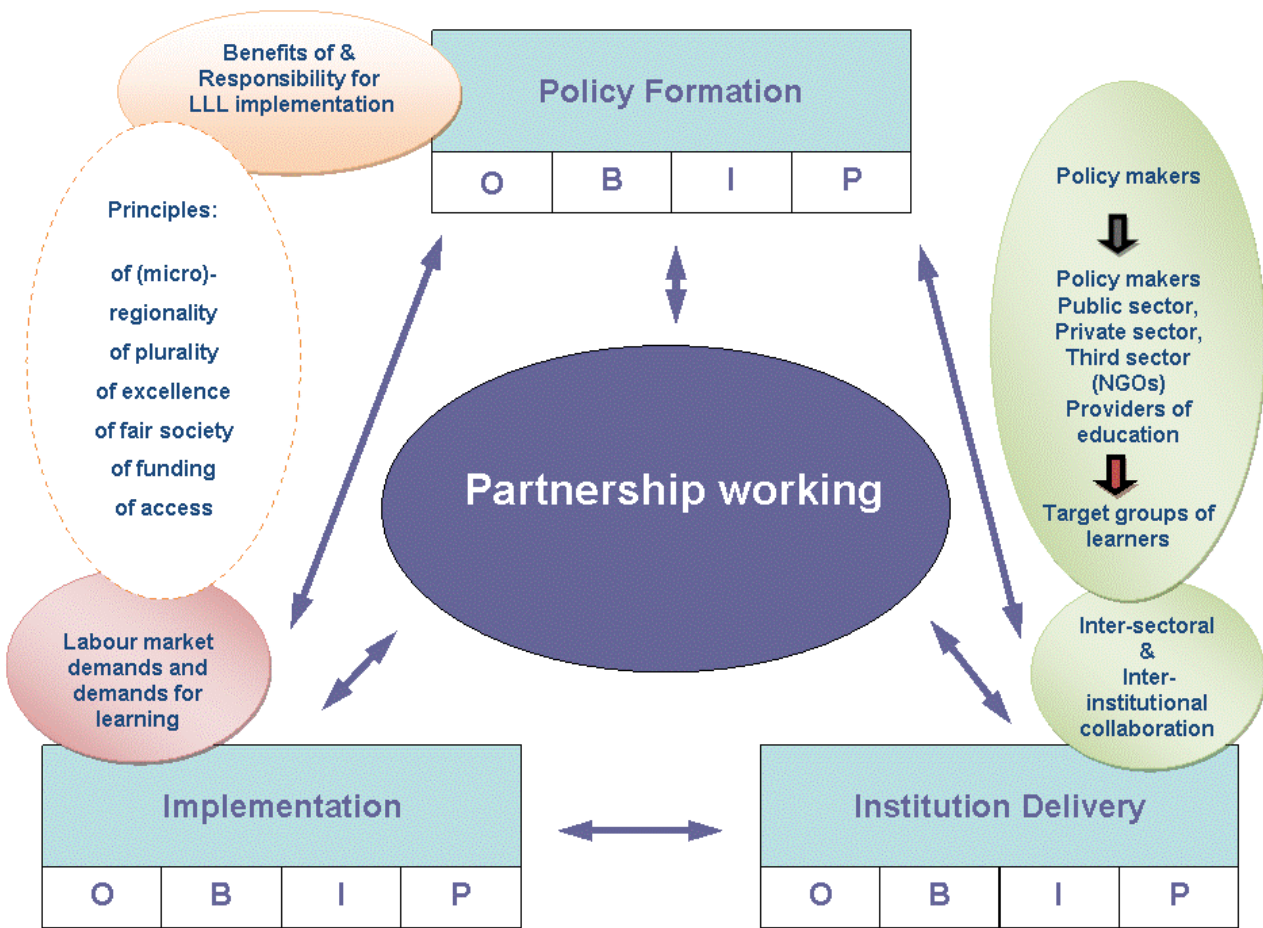 Benefits of &
Responsibility for
LLL implementation
Policy Formation
O B I P
Principles:
of (micro)-
regionality
of plurality
of excellence
of fair society
of funding
of access
Policy makers
Policy makers
Public sector,
Private sector,
Third sector
(NGOs)
Providers of
education
Target groups of
learners
Partnership working
Labour market
demands and
demands for
learning
Inter-sectoral
&
Inter-
institutional
collaboration
Implementation
O B I P
Institution Delivery
O B I P